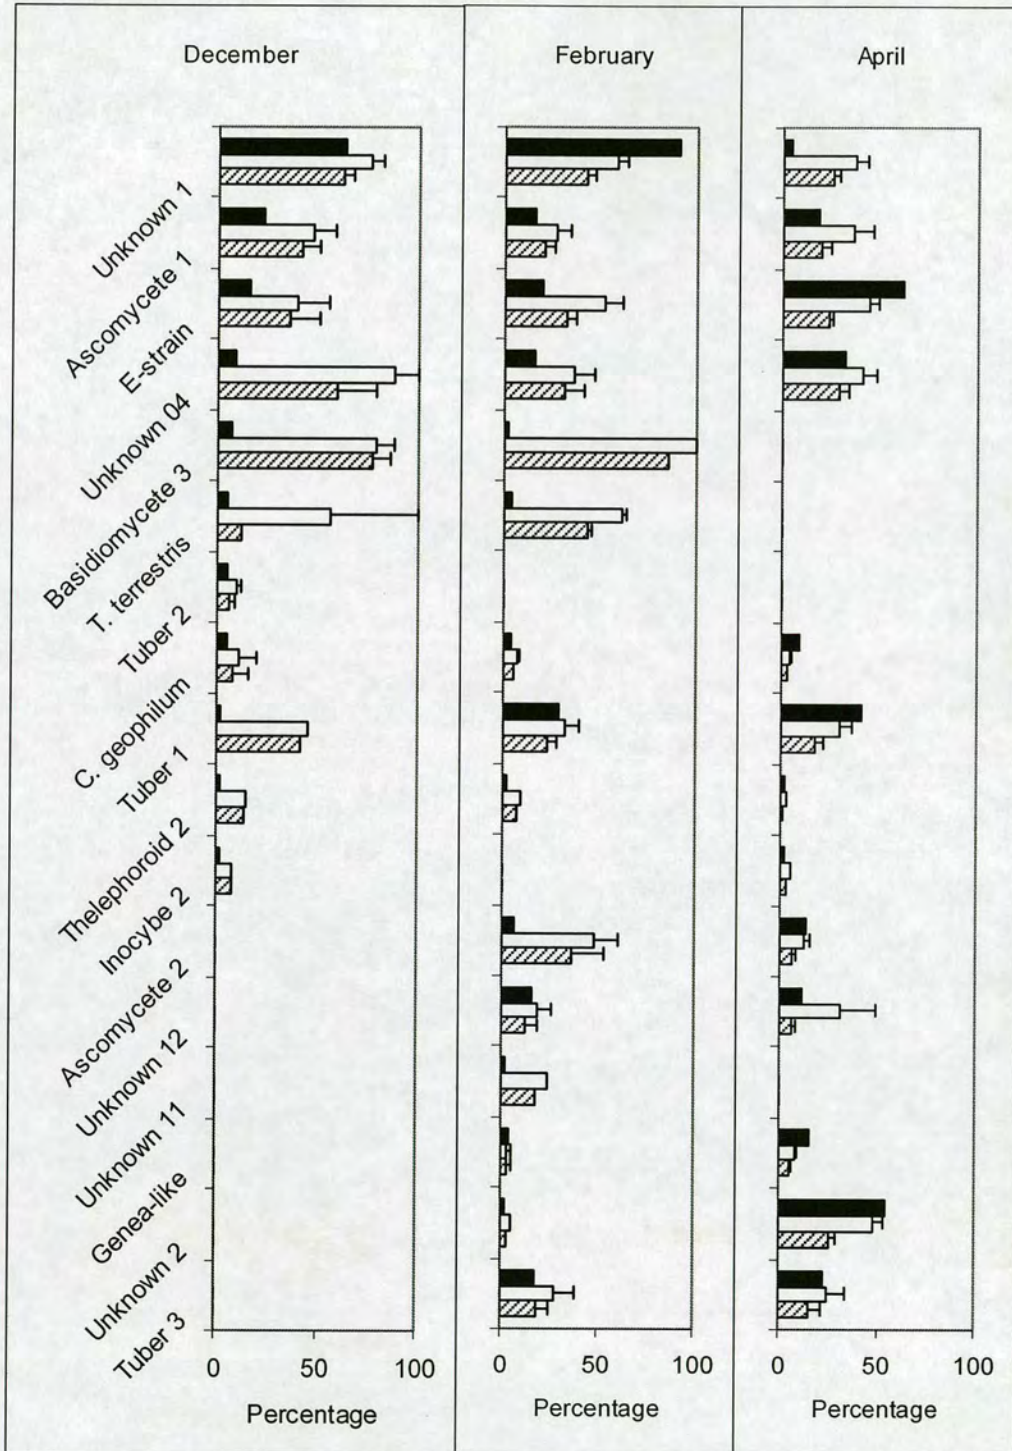 December
February
April
Unknown 1
Ascomycete 1
E-strain
Unknown 04
Basidiomycete 3
T. terrestris
Tuber 2
C. geophilum
Tuber 1
Thelephoroid 2
Inocybe 2
Ascomycete 2
Unknown 12
Unknown 11
Genea-like
Unknown 2
Tuber 3
0 50 100
0 50 100
0 50 100
Percentage
Percentage
Percentage